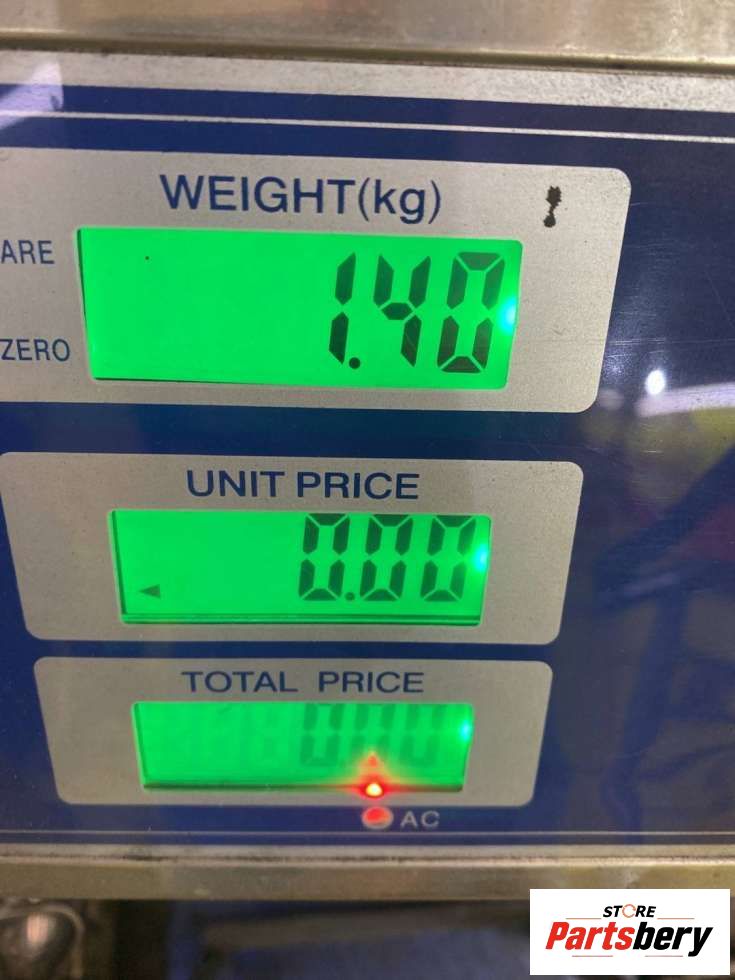 WEIGHT(kg)
ARE
1.40
ZERO
UNIT PRICE
0.00
TOTAL PRICE
0.00
AC
STORE
Partsbery